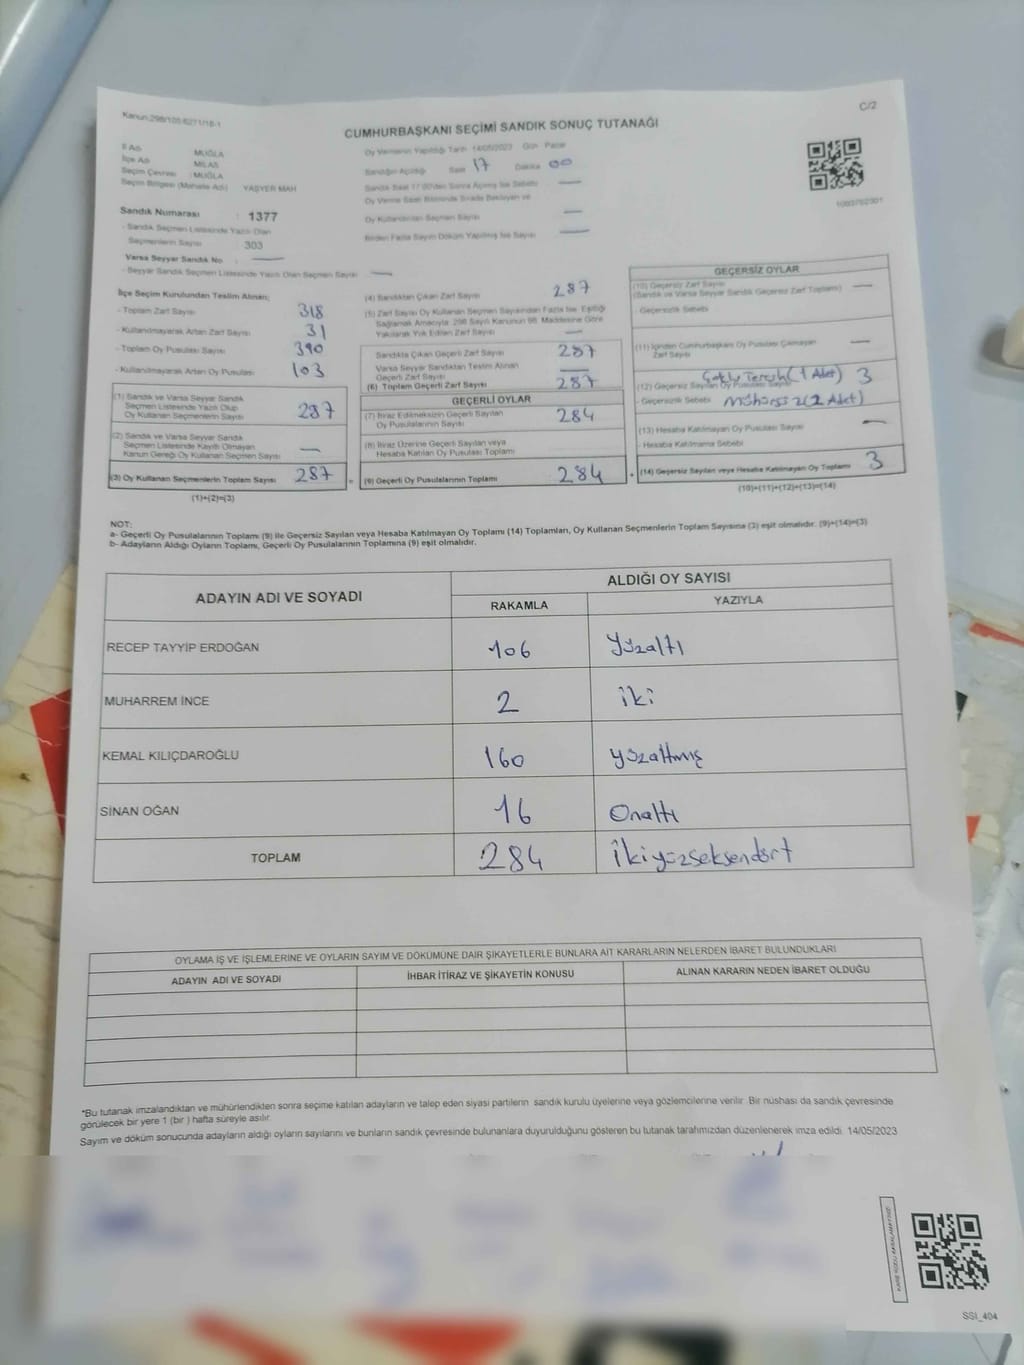 Kanun:298/105-6271/16-1
C/2
CUMHURBAŞKANI SEÇİMİ SANDIK SONUÇ TUTANAĞI
İl Adı : MUĞLA
İlçe Adı : MİLAS
Seçim Çevresi : MUĞLA
Seçim Bölgesi (Mahalle Adı) YAŞYER MAH
Sandık Numarası : 1377
- Sandık Seçmen Listesinde Yazılı Olan
Seçmenlerin Sayısı 303
Varsa Seyyar Sandık No : —
- Seyyar Sandık Seçmen Listesinde Yazılı Olan Seçmen Sayısı —
Oy Vermenin Yapıldığı Tarih 14/05/2023 Gün Pazar
Sandığın Açıldığı Saat 17 Dakika 00
Sandık Saat 17.00'den Sonra Açılmış İse Sebebi —
Oy Verme Saati Bitiminde Sırada Bekleyen ve
Oy Kullandırılan Seçmen Sayısı —
Birden Fazla Sayım Döküm Yapılmış İse Sayısı —
1093702301
İlçe Seçim Kurulundan Teslim Alınan;
- Toplam Zarf Sayısı 318
- Kullanılmayarak Artan Zarf Sayısı 31
- Toplam Oy Pusulası Sayısı 390
- Kullanılmayarak Artan Oy Pusulası 103
(1) Sandık ve Varsa Seyyar Sandık
Seçmen Listesinde Yazılı Olup
Oy Kullanan Seçmenlerin Sayısı 287
(2) Sandık ve Varsa Seyyar Sandık
Seçmen Listesinde Kayıtlı Olmayan
Kanun Gereği Oy Kullanan Seçmen Sayısı —
(3) Oy Kullanan Seçmenlerin Toplam Sayısı 287
(1)+(2)=(3)
(4) Sandıktan Çıkan Zarf Sayısı 287
(5) Zarf Sayısı Oy Kullanan Seçmen Sayısından Fazla İse, Eşitliği
Sağlamak Amacıyla, 298 Sayılı Kanunun 98. Maddesine Göre
Yakılarak Yok Edilen Zarf Sayısı —
Sandıkta Çıkan Geçerli Zarf Sayısı 287
Varsa Seyyar Sandıktan Teslim Alınan
Geçerli Zarf Sayısı —
(6) Toplam Geçerli Zarf Sayısı 287
GEÇERLİ OYLAR
(7) İtiraz Edilmeksizin Geçerli Sayılan
Oy Pusulalarının Sayısı 284
(8) İtiraz Üzerine Geçerli Sayılan veya
Hesaba Katılan Oy Pusulası Toplamı
= (9) Geçerli Oy Pusulalarının Toplamı 284
GEÇERSİZ OYLAR
(10) Geçersiz Zarf Sayısı
(Sandık ve Varsa Seyyar Sandık Geçersiz Zarf Toplamı) —
- Geçersizlik Sebebi
(11) İçinden Cumhurbaşkanı Oy Pusulası Çıkmayan
Zarf Sayısı —
Çoklu Tercih (1 Adet) 3
(12) Geçersiz Sayılan Oy Pusulası Sayısı
- Geçersizlik Sebebi Mühürsüz (2 Adet)
(13) Hesaba Katılmayan Oy Pusulası Sayısı —
- Hesaba Katılmama Sebebi
+ (14) Geçersiz Sayılan veya Hesaba Katılmayan Oy Toplamı 3
(10)+(11)+(12)+(13)=(14)
NOT:
a- Geçerli Oy Pusulalarının Toplamı (9) ile Geçersiz Sayılan veya Hesaba Katılmayan Oy Toplamı (14) Toplamları, Oy Kullanan Seçmenlerin Toplam Sayısına (3) eşit olmalıdır. (9)+(14)=(3)
b- Adayların Aldığı Oyların Toplamı, Geçerli Oy Pusulalarının Toplamına (9) eşit olmalıdır.
ADAYIN ADI VE SOYADI
ALDIĞI OY SAYISI
RAKAMLA YAZIYLA
RECEP TAYYİP ERDOĞAN 106 Yüzaltı
MUHARREM İNCE 2 iki
KEMAL KILIÇDAROĞLU 160 yüzaltmış
SİNAN OĞAN 16 Onaltı
TOPLAM 284 İkiyüzseksendört
OYLAMA İŞ VE İŞLEMLERİNE VE OYLARIN SAYIM VE DÖKÜMÜNE DAİR ŞİKAYETLERLE BUNLARA AİT KARARLARIN NELERDEN İBARET BULUNDUKLARI
ADAYIN ADI VE SOYADI İHBAR İTİRAZ VE ŞİKAYETİN KONUSU ALINAN KARARIN NEDEN İBARET OLDUĞU
*Bu tutanak imzalandıktan ve mühürlendikten sonra seçime katılan adayların ve talep eden siyasi partilerin sandık kurulu üyelerine veya gözlemcilerine verilir. Bir nüshası da sandık çevresinde
görülecek bir yere 1 (bir ) hafta süreyle asılır.
Sayım ve döküm sonucunda adayların aldığı oyların sayılarını ve bunların sandık çevresinde bulunanlara duyurulduğunu gösteren bu tutanak tarafımızdan düzenlenerek imza edildi. 14/05/2023
SSI_404